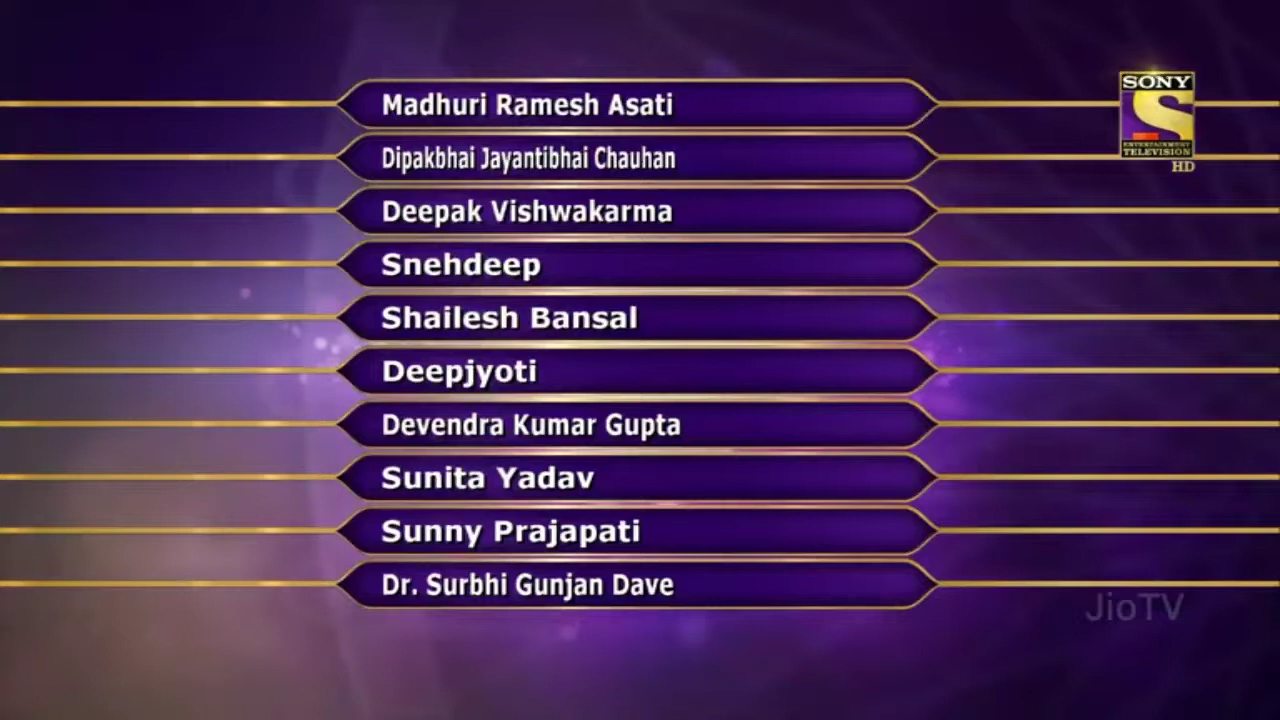 Madhuri Ramesh Asati
SONY
Dipakbhai Jayantibhai Chauhan
ENTERTAINMENT
TELEVISION
HD
Deepak Vishwakarma
Snehdeep
Shailesh Bansal
Deepjyoti
Devendra Kumar Gupta
Sunita Yadav
Sunny Prajapati
Dr. Surbhi Gunjan Dave
JioTV